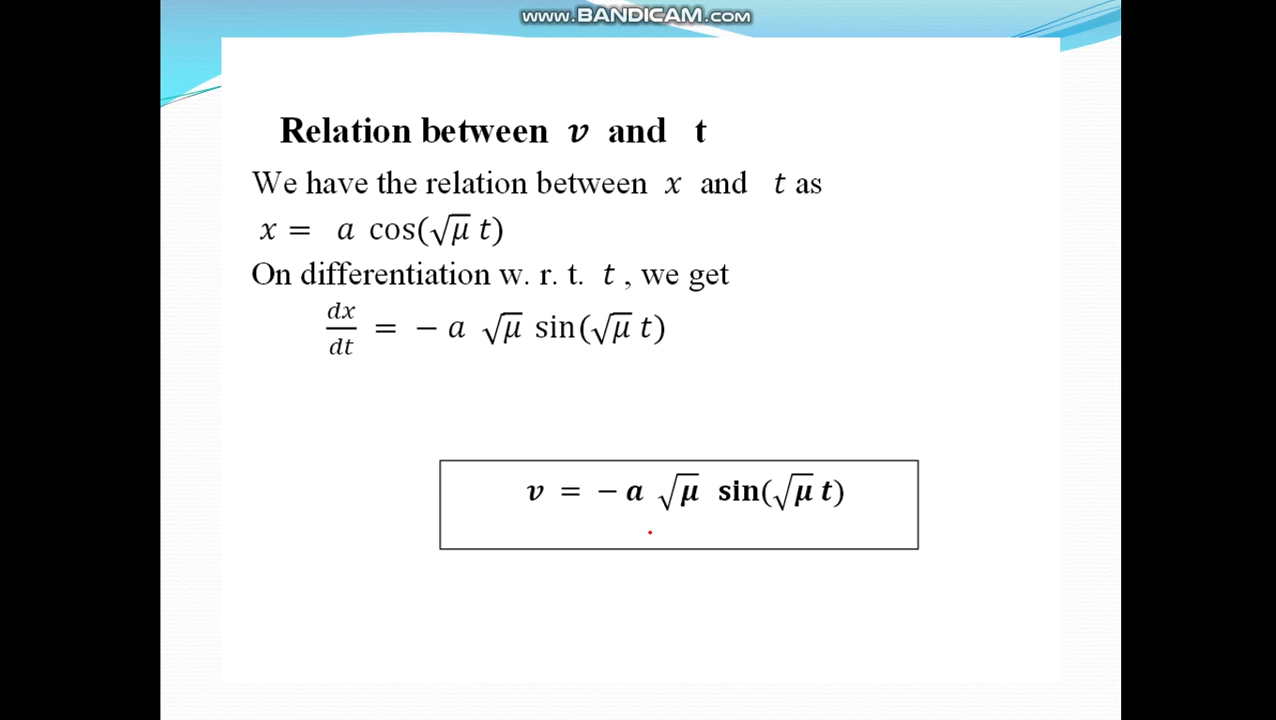 www.BANDICAM.com
Relation between v and t
We have the relation between x and t as
x = a cos(√μ t)
On differentiation w. r. t. t , we get
dx/dt = − a √μ sin(√μ t)
v = − a √μ sin(√μ t)